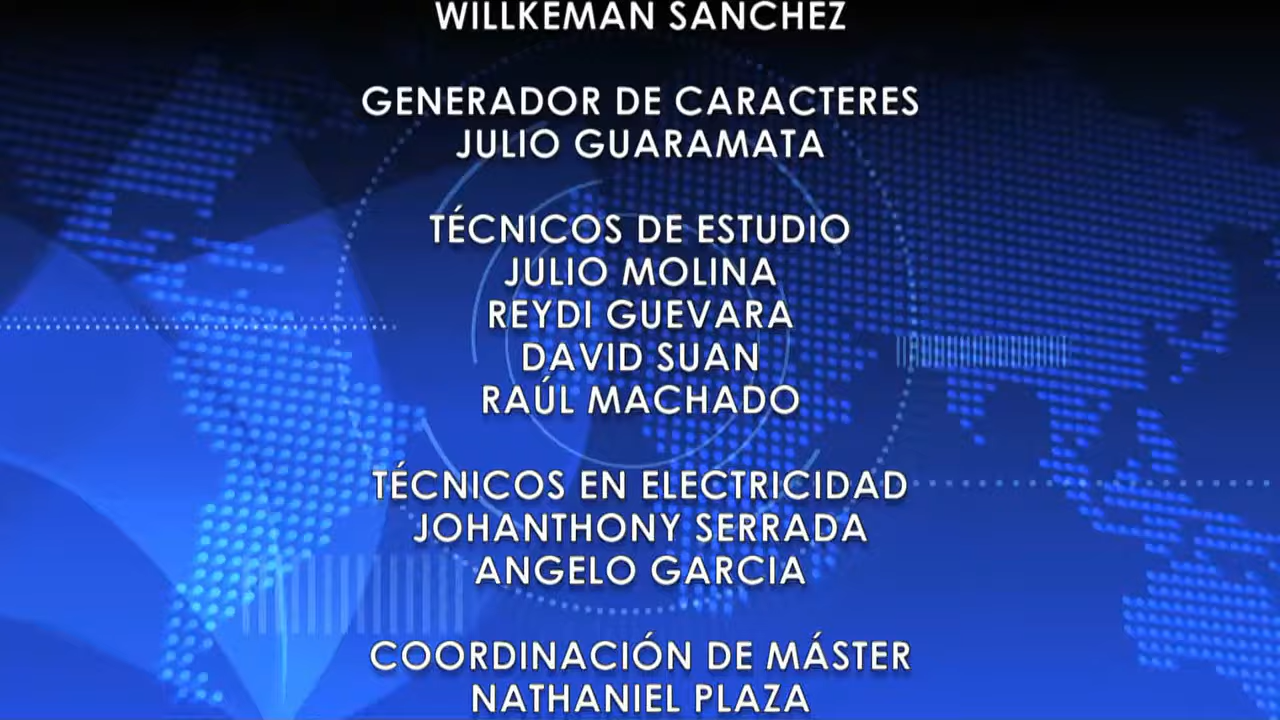 WILLKEMAN SÁNCHEZ
GENERADOR DE CARACTERES
JULIO GUARAMATA
TÉCNICOS DE ESTUDIO
JULIO MOLINA
REYDI GUEVARA
DAVID SUAN
RAÚL MACHADO
TÉCNICOS EN ELECTRICIDAD
JOHANTHONY SERRADA
ANGELO GARCIA
COORDINACIÓN DE MÁSTER
NATHANIEL PLAZA